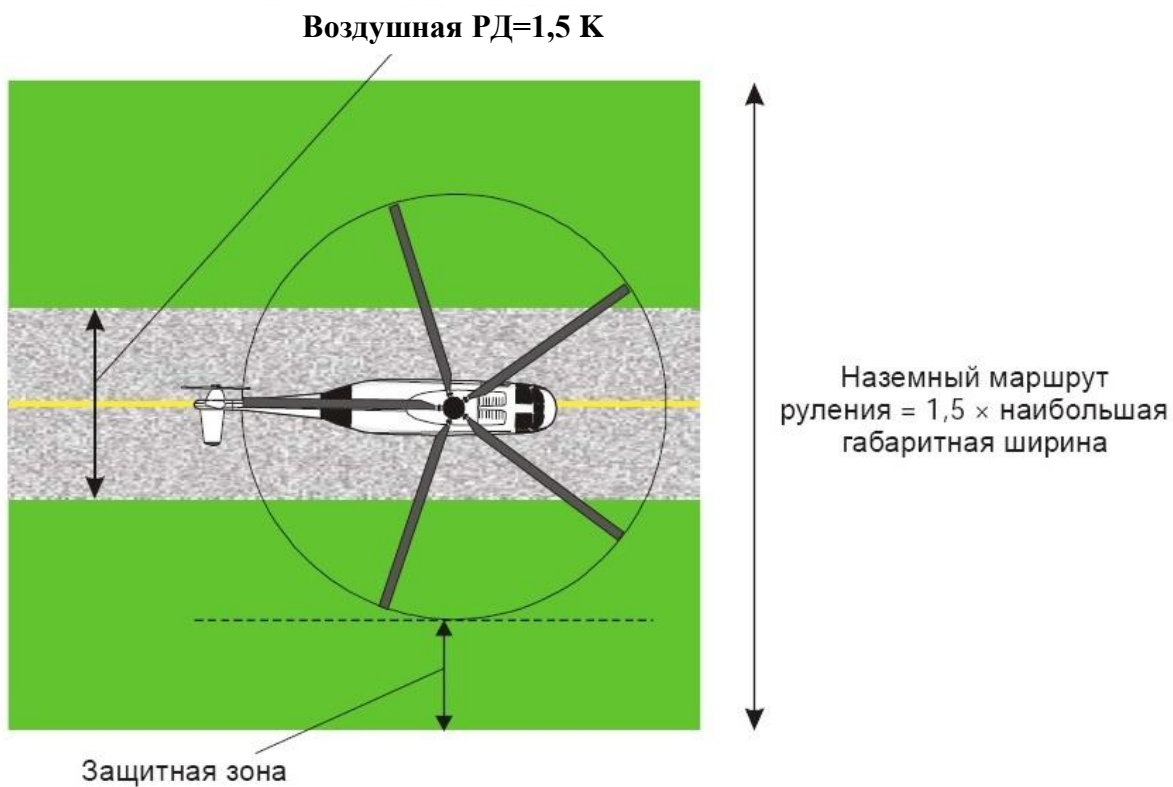 Воздушная РД=1,5 K
Наземный маршрут
руления = 1,5 × наибольшая
габаритная ширина
Защитная зона